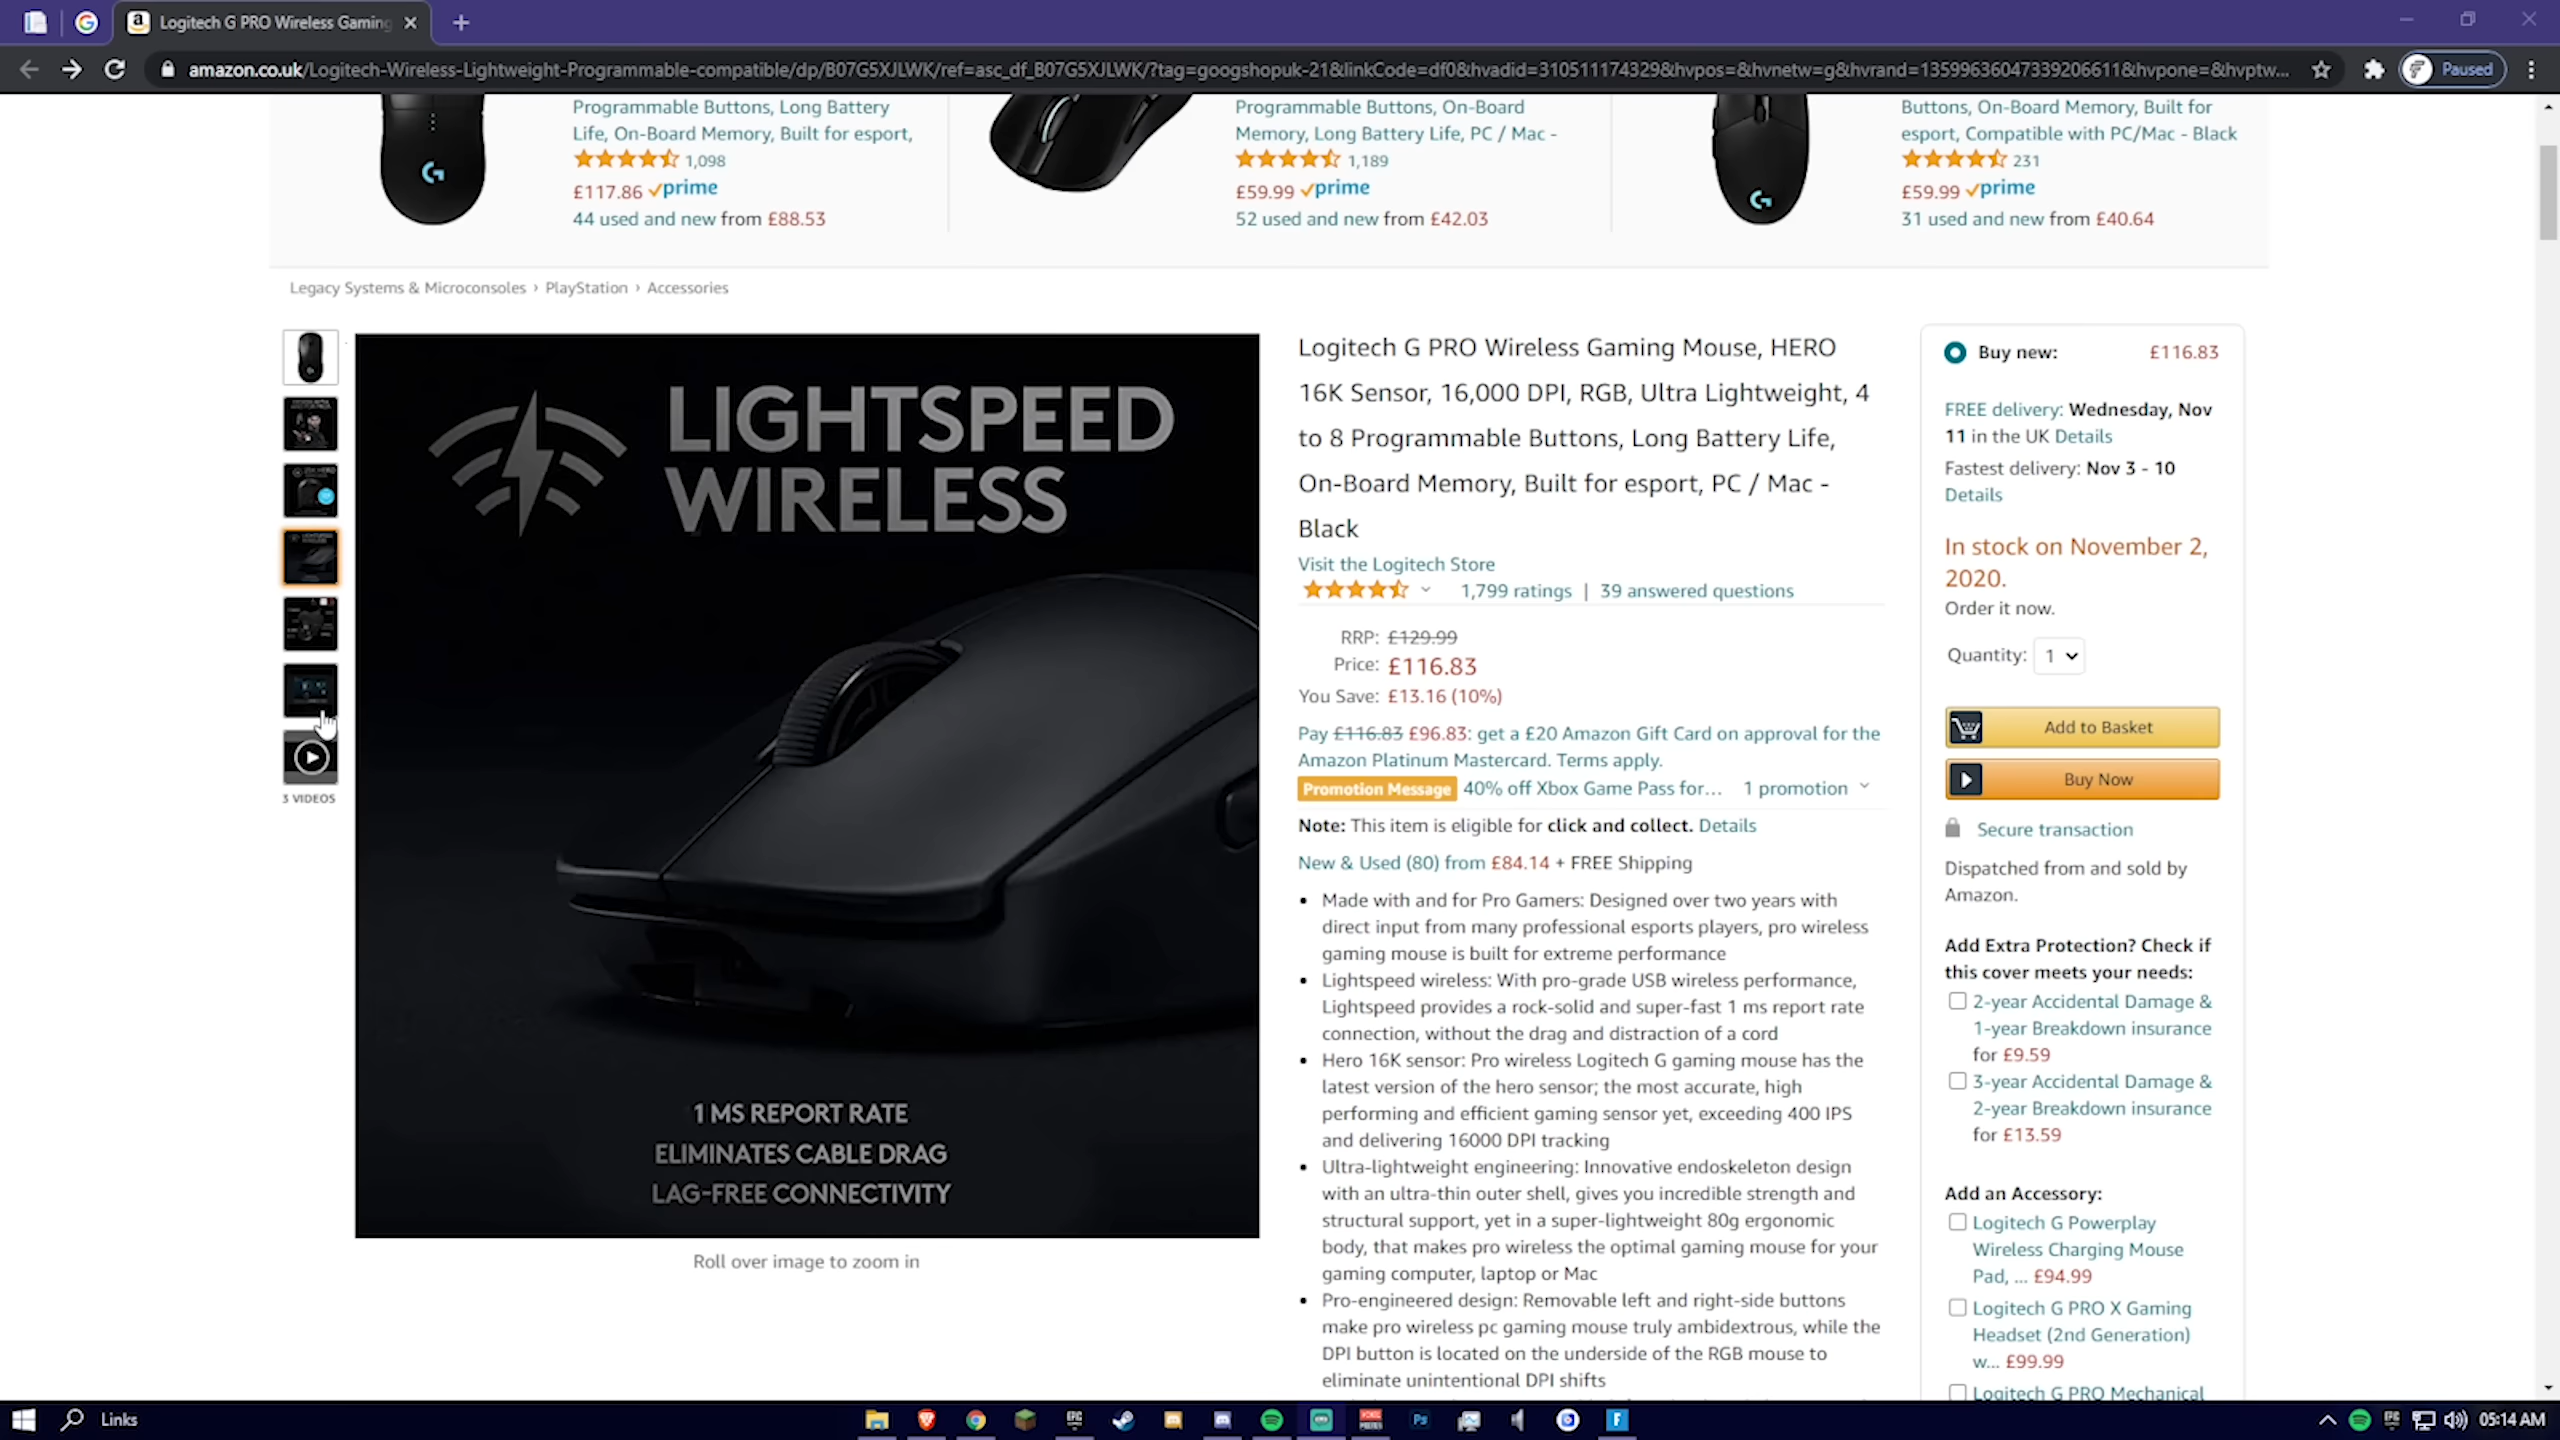 Logitech G PRO Wireless Gaming
amazon.co.uk/Logitech-Wireless-Lightweight-Programmable-compatible/dp/B07G5XJLWK/ref=asc_df_B07G5XJLWK/?tag=googshopuk-21&linkCode=df0&hvadid=310511174329&hvpos=&hvnetw=g&hvrand=13599636047339206611&hvpone=&hvptw...
Paused
Programmable Buttons, Long Battery
Life, On-Board Memory, Built for esport,
1,098
£117.86 prime
44 used and new from £88.53
Programmable Buttons, On-Board
Memory, Long Battery Life, PC / Mac -
1,189
£59.99 prime
52 used and new from £42.03
Buttons, On-Board Memory, Built for
esport, Compatible with PC/Mac - Black
231
£59.99 prime
31 used and new from £40.64
Legacy Systems & Microconsoles › PlayStation › Accessories
3 VIDEOS
LIGHTSPEED
WIRELESS
1 MS REPORT RATE
ELIMINATES CABLE DRAG
LAG-FREE CONNECTIVITY
Roll over image to zoom in
Logitech G PRO Wireless Gaming Mouse, HERO
16K Sensor, 16,000 DPI, RGB, Ultra Lightweight, 4
to 8 Programmable Buttons, Long Battery Life,
On-Board Memory, Built for esport, PC / Mac -
Black
Visit the Logitech Store
1,799 ratings | 39 answered questions
RRP: £129.99
Price: £116.83
You Save: £13.16 (10%)
Pay £116.83 £96.83: get a £20 Amazon Gift Card on approval for the
Amazon Platinum Mastercard. Terms apply.
Promotion Message 40% off Xbox Game Pass for... 1 promotion
Note: This item is eligible for click and collect. Details
New & Used (80) from £84.14 + FREE Shipping
• Made with and for Pro Gamers: Designed over two years with
direct input from many professional esports players, pro wireless
gaming mouse is built for extreme performance
• Lightspeed wireless: With pro-grade USB wireless performance,
Lightspeed provides a rock-solid and super-fast 1 ms report rate
connection, without the drag and distraction of a cord
• Hero 16K sensor: Pro wireless Logitech G gaming mouse has the
latest version of the hero sensor; the most accurate, high
performing and efficient gaming sensor yet, exceeding 400 IPS
and delivering 16000 DPI tracking
• Ultra-lightweight engineering: Innovative endoskeleton design
with an ultra-thin outer shell, gives you incredible strength and
structural support, yet in a super-lightweight 80g ergonomic
body, that makes pro wireless the optimal gaming mouse for your
gaming computer, laptop or Mac
• Pro-engineered design: Removable left and right-side buttons
make pro wireless pc gaming mouse truly ambidextrous, while the
DPI button is located on the underside of the RGB mouse to
eliminate unintentional DPI shifts
Buy new: £116.83
FREE delivery: Wednesday, Nov
11 in the UK Details
Fastest delivery: Nov 3 - 10
Details
In stock on November 2,
2020.
Order it now.
Quantity: 1
Add to Basket
Buy Now
Secure transaction
Dispatched from and sold by
Amazon.
Add Extra Protection? Check if
this cover meets your needs:
2-year Accidental Damage &
1-year Breakdown insurance
for £9.59
3-year Accidental Damage &
2-year Breakdown insurance
for £13.59
Add an Accessory:
Logitech G Powerplay
Wireless Charging Mouse
Pad, ... £94.99
Logitech G PRO X Gaming
Headset (2nd Generation)
w... £99.99
Logitech G PRO Mechanical
Links
05:14 AM